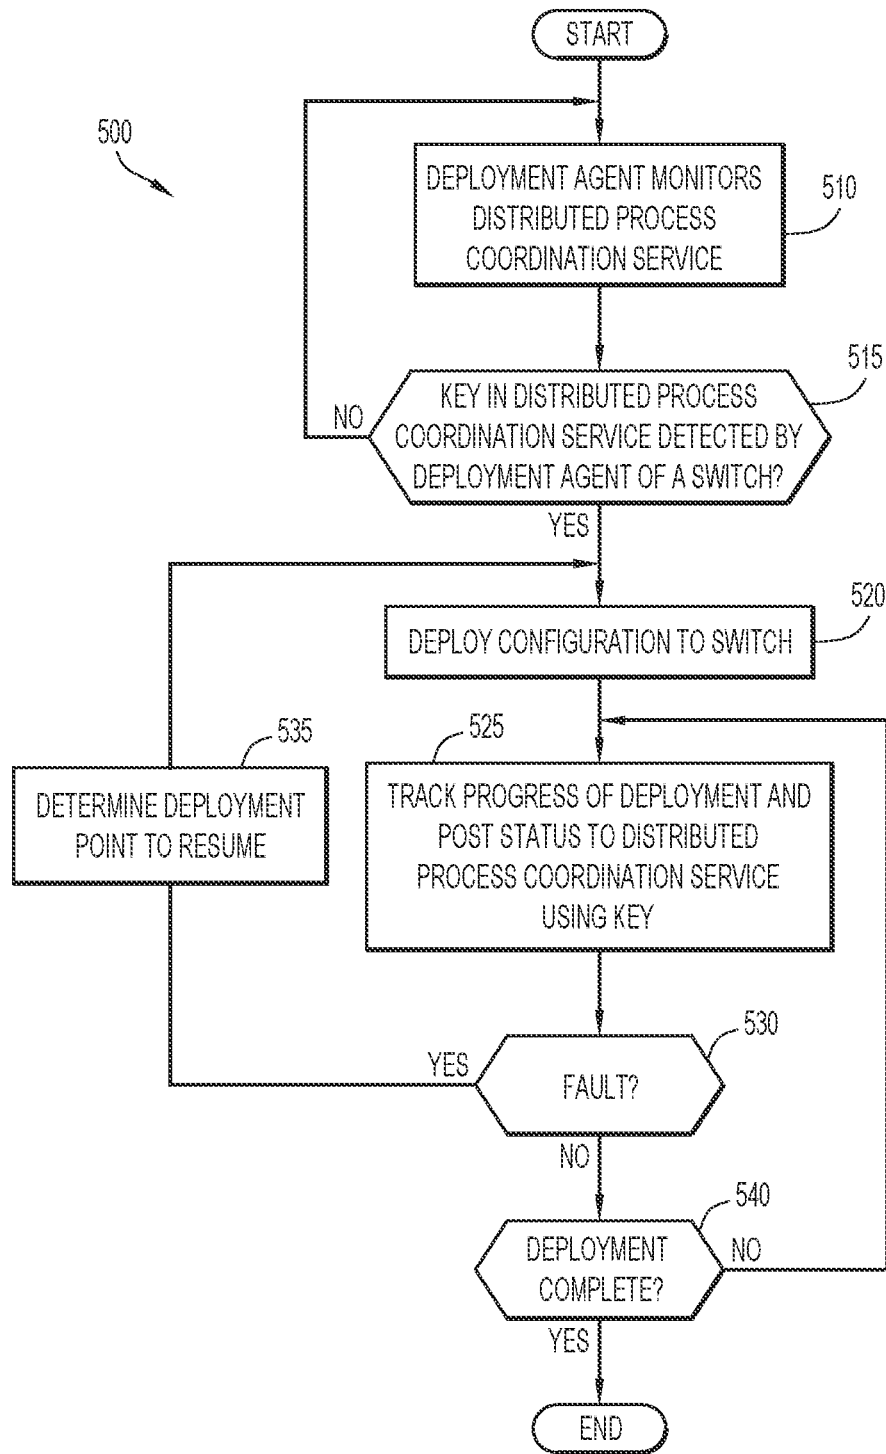 START
500
DEPLOYMENT AGENT MONITORS
DISTRIBUTED PROCESS
COORDINATION SERVICE
510
515
KEY IN DISTRIBUTED PROCESS
COORDINATION SERVICE DETECTED BY
DEPLOYMENT AGENT OF A SWITCH?
NO
YES
520
DEPLOY CONFIGURATION TO SWITCH
535
DETERMINE DEPLOYMENT
POINT TO RESUME
525
TRACK PROGRESS OF DEPLOYMENT AND
POST STATUS TO DISTRIBUTED
PROCESS COORDINATION SERVICE
USING KEY
530
YES
FAULT?
NO
540
DEPLOYMENT
COMPLETE?
NO
YES
END